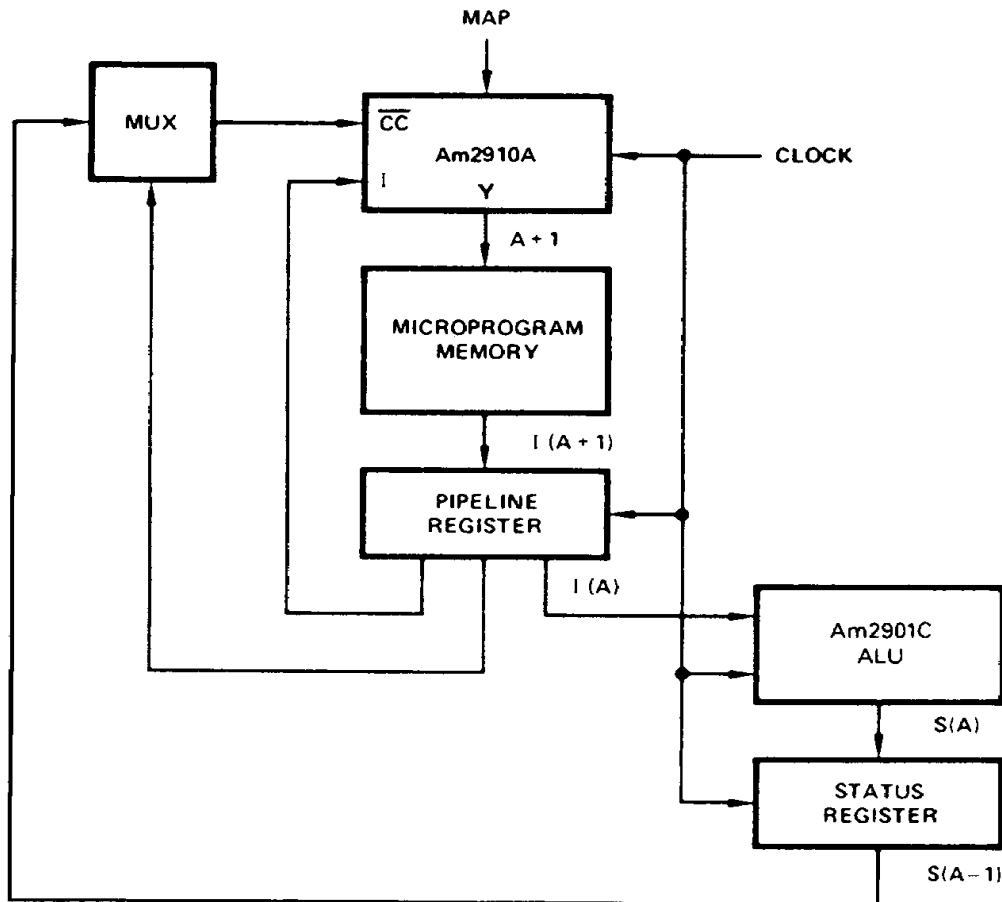 MAP
MUX
CC
Am2910A
CLOCK
I
Y
A + 1
MICROPROGRAM
MEMORY
I (A + 1)
PIPELINE
REGISTER
I (A)
Am2901C
ALU
S(A)
STATUS
REGISTER
S(A−1)